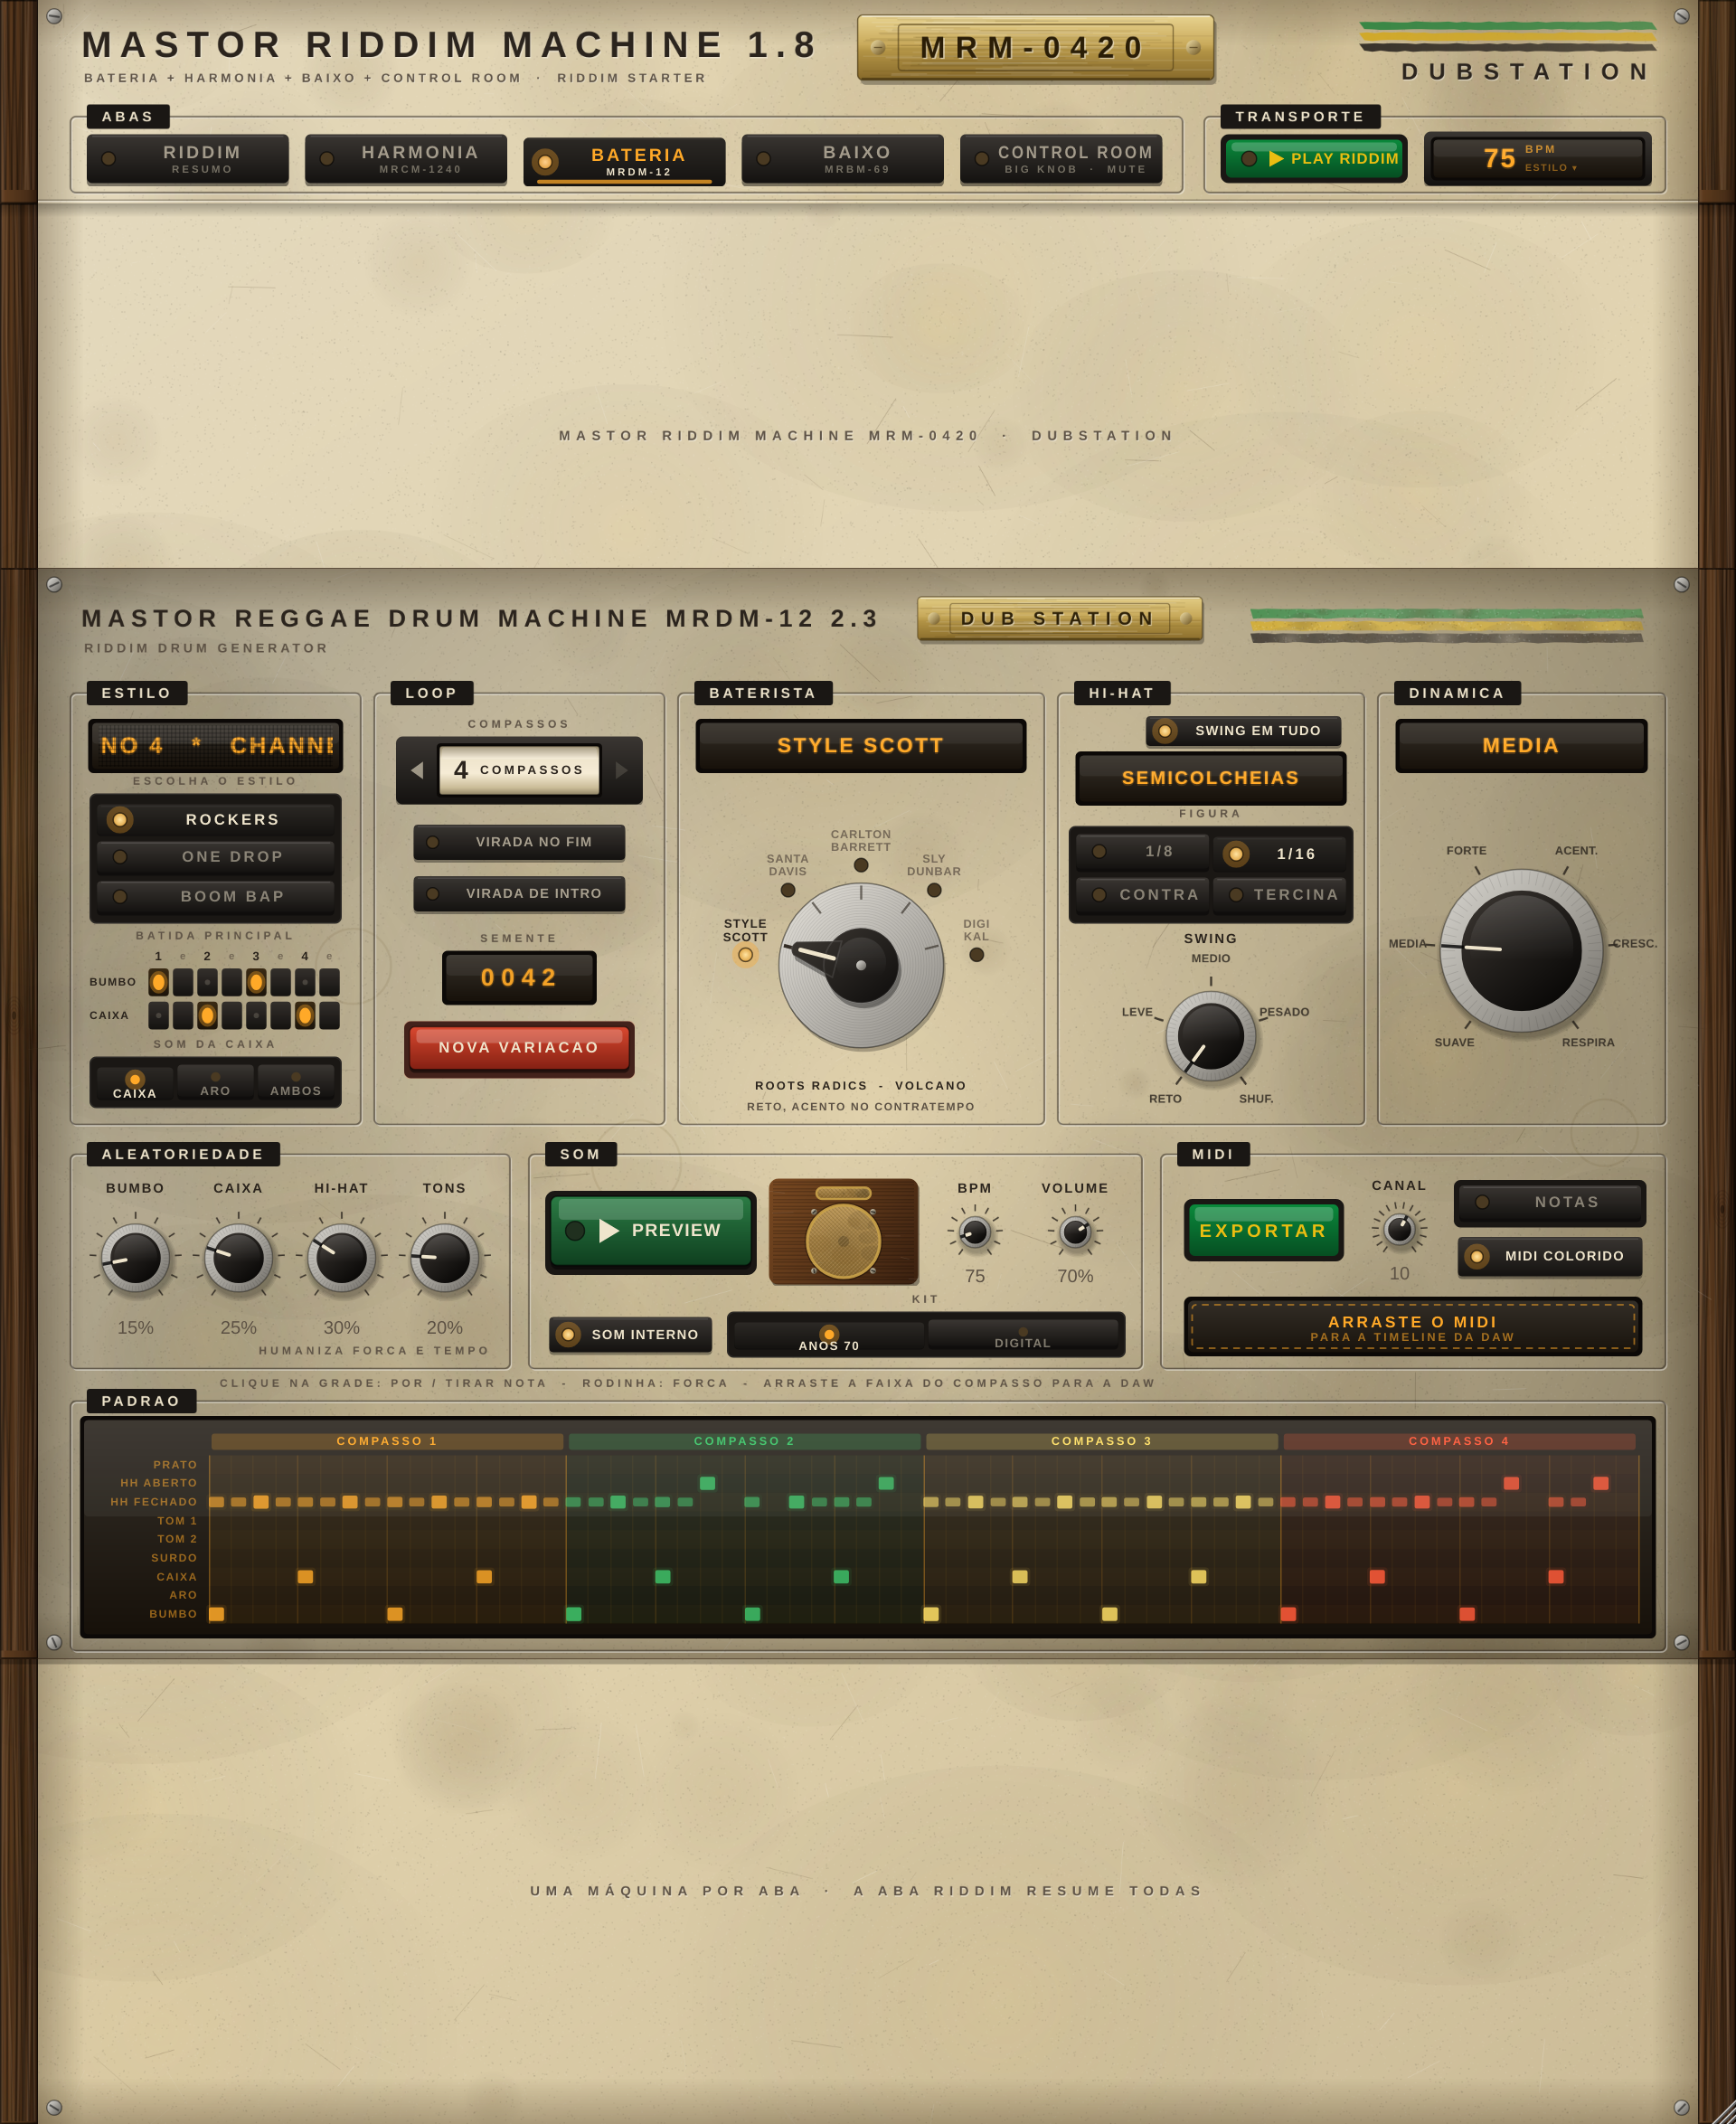 MASTOR RIDDIM MACHINE 1.8
BATERIA + HARMONIA + BAIXO + CONTROL ROOM · RIDDIM STARTER
MRM-0420
DUBSTATION
ABAS
RIDDIM
RESUMO
HARMONIA
MRCM-1240
BATERIA
MRDM-12
BAIXO
MRBM-69
CONTROL ROOM
BIG KNOB · MUTE
TRANSPORTE
PLAY RIDDIM
75 BPM
ESTILO ▾
MASTOR RIDDIM MACHINE MRM-0420 · DUBSTATION
MASTOR REGGAE DRUM MACHINE MRDM-12 2.3
RIDDIM DRUM GENERATOR
DUB STATION
ESTILO
NO 4 * CHANNE
ESCOLHA O ESTILO
ROCKERS
ONE DROP
BOOM BAP
BATIDA PRINCIPAL
1 e 2 e 3 e 4 e
BUMBO
CAIXA
SOM DA CAIXA
CAIXA ARO AMBOS
LOOP
COMPASSOS
4 COMPASSOS
VIRADA NO FIM
VIRADA DE INTRO
SEMENTE
0042
NOVA VARIACAO
BATERISTA
STYLE SCOTT
CARLTON
BARRETT
SANTA
DAVIS
SLY
DUNBAR
STYLE
SCOTT
DIGI
KAL
ROOTS RADICS - VOLCANO
RETO, ACENTO NO CONTRATEMPO
HI-HAT
SWING EM TUDO
SEMICOLCHEIAS
FIGURA
1/8 1/16
CONTRA TERCINA
SWING
MEDIO
LEVE PESADO
RETO SHUF.
DINAMICA
MEDIA
FORTE ACENT.
MEDIA CRESC.
SUAVE RESPIRA
ALEATORIEDADE
BUMBO CAIXA HI-HAT TONS
15% 25% 30% 20%
HUMANIZA FORCA E TEMPO
SOM
PREVIEW
BPM VOLUME
75 70%
KIT
SOM INTERNO
ANOS 70 DIGITAL
MIDI
EXPORTAR
CANAL
10
NOTAS
MIDI COLORIDO
ARRASTE O MIDI
PARA A TIMELINE DA DAW
CLIQUE NA GRADE: POR / TIRAR NOTA - RODINHA: FORCA - ARRASTE A FAIXA DO COMPASSO PARA A DAW
PADRAO
COMPASSO 1 COMPASSO 2 COMPASSO 3 COMPASSO 4
PRATO
HH ABERTO
HH FECHADO
TOM 1
TOM 2
SURDO
CAIXA
ARO
BUMBO
UMA MÁQUINA POR ABA · A ABA RIDDIM RESUME TODAS